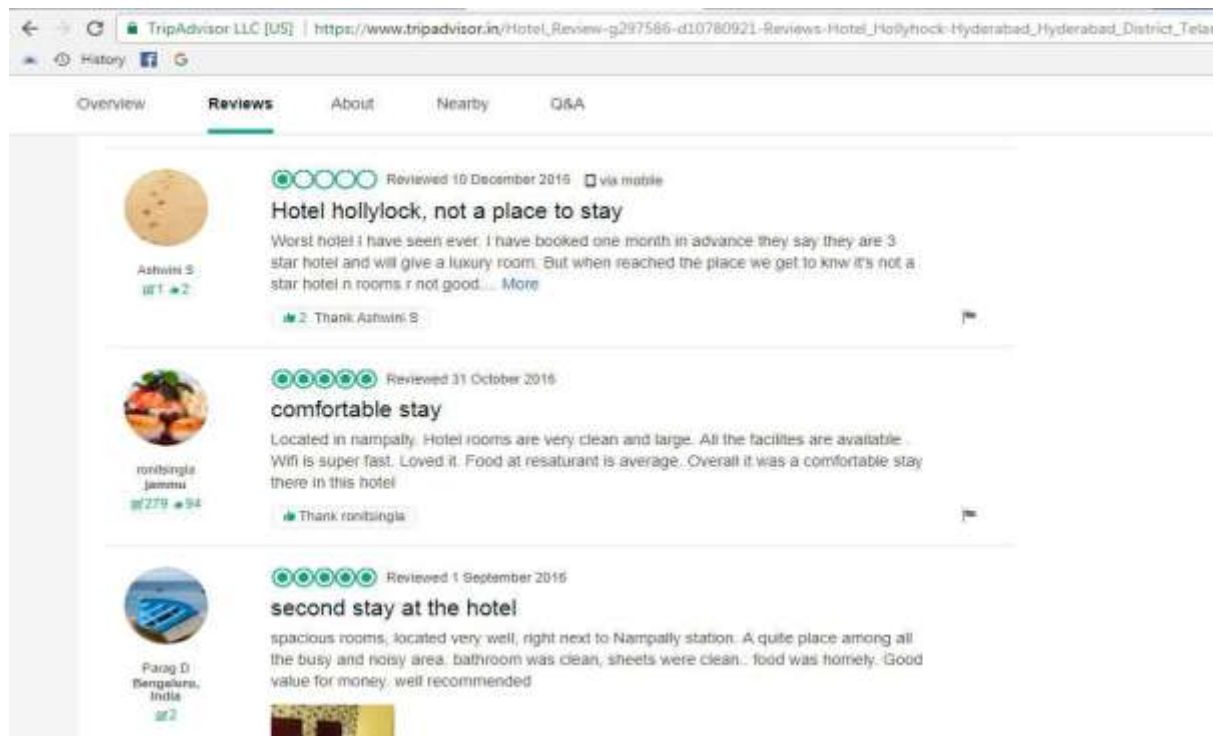 TripAdvisor LLC [US] | https://www.tripadvisor.in/Hotel_Review-g297586-d10780921-Reviews-Hotel_Hollyhock-Hyderabad_Hyderabad_District_Telan
History
Overview Reviews About Nearby Q&A
Reviewed 10 December 2016 via mobile
Hotel hollylock, not a place to stay
Worst hotel I have seen ever. I have booked one month in advance they say they are 3
star hotel and will give a luxury room. But when reached the place we get to knw it's not a
star hotel n rooms r not good.... More
Ashwini S
1 2
2 Thank Ashwini S
Reviewed 31 October 2016
comfortable stay
Located in nampally. Hotel rooms are very clean and large. All the facilites are available .
Wifi is super fast. Loved it. Food at resaturant is average. Overall it was a comfortable stay
there in this hotel
ronitsingla
jammu
279 94
Thank ronitsingla
Reviewed 1 September 2016
second stay at the hotel
spacious rooms, located very well, right next to Nampally station. A quite place among all
the busy and noisy area. bathroom was clean, sheets were clean.. food was homely. Good
value for money. well recommended
Parag D
Bengaluru,
India
2